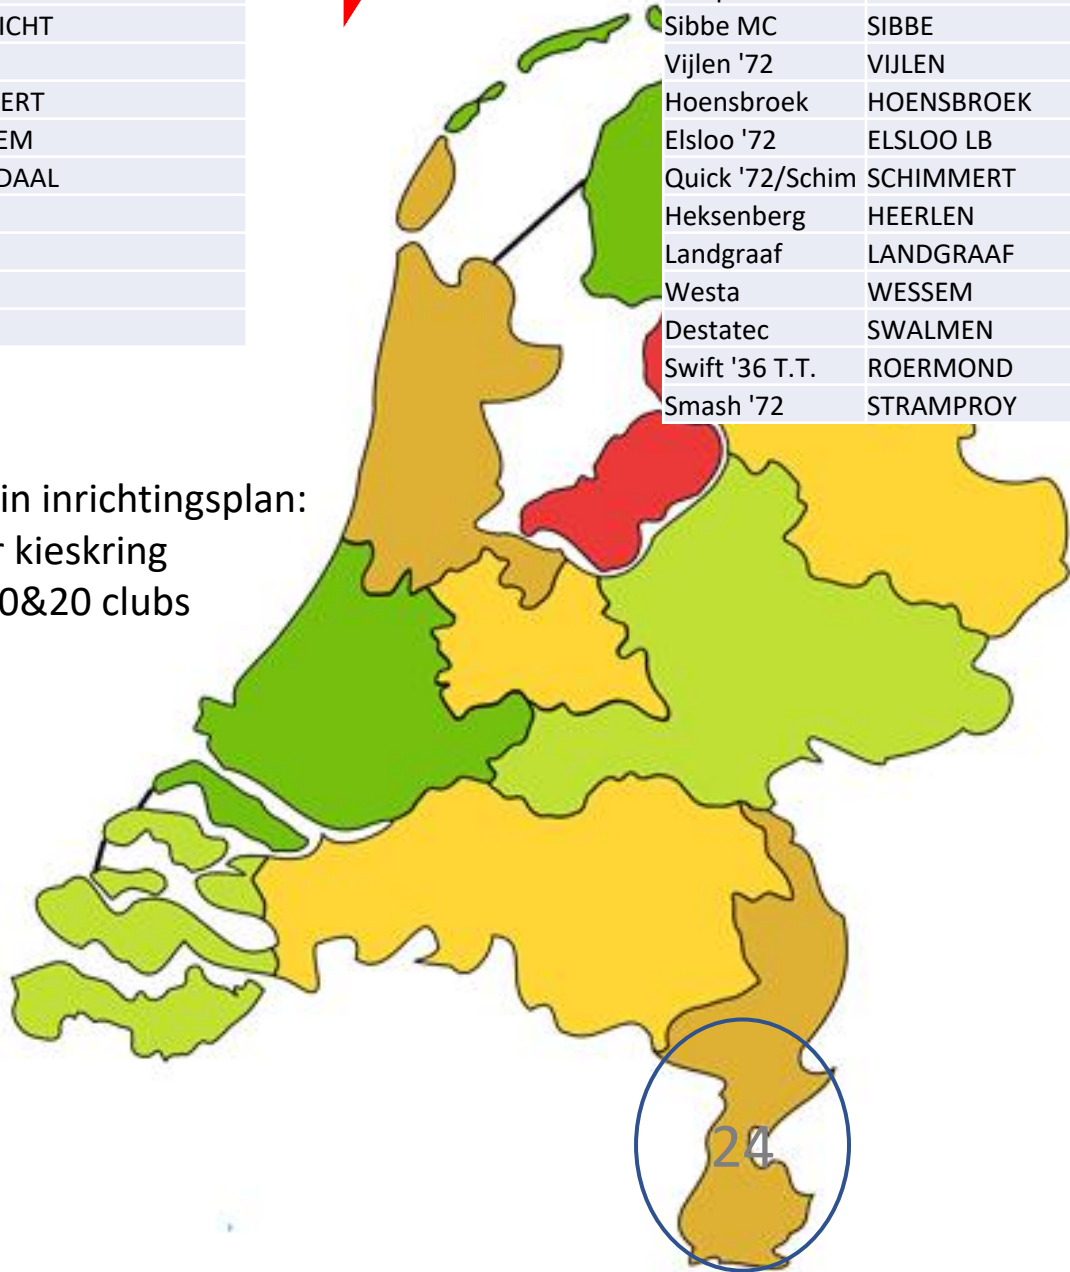 ICHT
ERT
EM
DAAL
Sibbe MC SIBBE
Vijlen '72 VIJLEN
Hoensbroek HOENSBROEK
Elsloo '72 ELSLOO LB
Quick '72/Schim SCHIMMERT
Heksenberg HEERLEN
Landgraaf LANDGRAAF
Westa WESSEM
Destatec SWALMEN
Swift '36 T.T. ROERMOND
Smash '72 STRAMPROY
in inrichtingsplan:
r kieskring
0&20 clubs
24